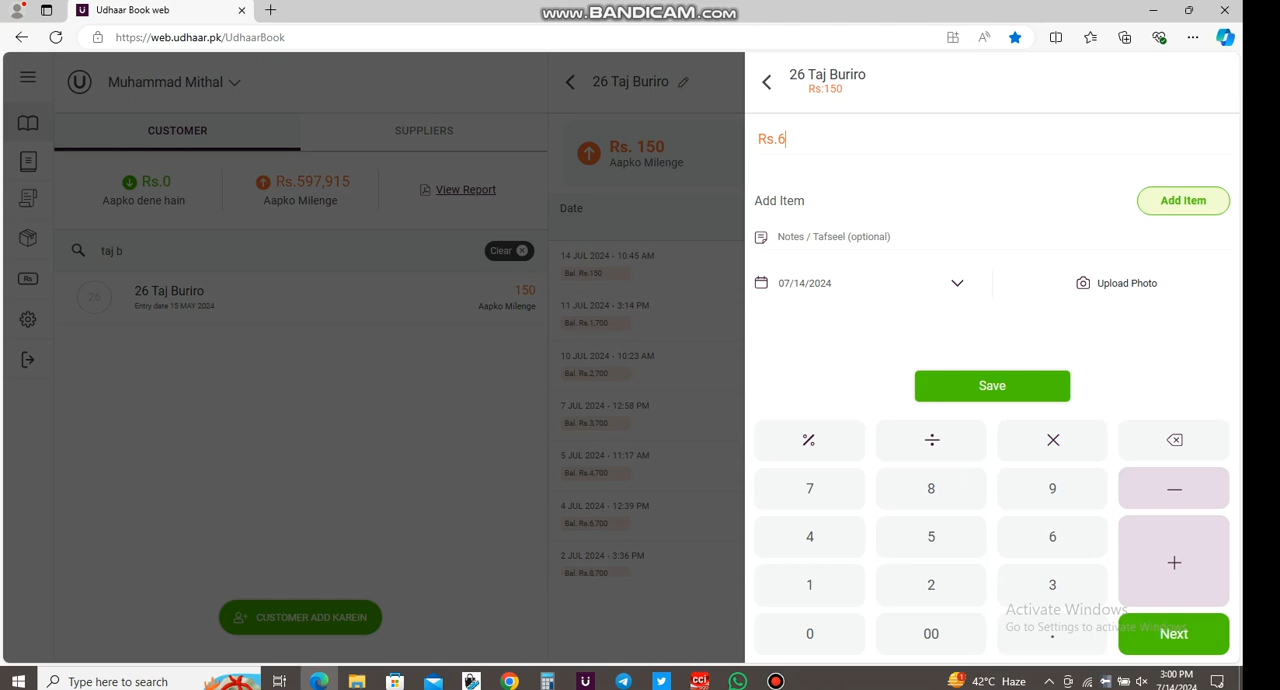 www.BANDICAM.com
Udhaar Book web
https://web.udhaar.pk/UdhaarBook
Muhammad Mithal
CUSTOMER
SUPPLIERS
Rs.0
Aapko dene hain
Rs.597,915
Aapko Milenge
View Report
taj b
Clear
26
26 Taj Buriro
Entry date 15 MAY 2024
150
Aapko Milenge
CUSTOMER ADD KAREIN
26 Taj Buriro
Rs. 150
Aapko Milenge
Date
14 JUL 2024 - 10:45 AM
Bal. Rs.150
11 JUL 2024 - 3:14 PM
Bal. Rs.1,700
10 JUL 2024 - 10:23 AM
Bal. Rs.2,700
7 JUL 2024 - 12:58 PM
Bal. Rs.3,700
5 JUL 2024 - 11:17 AM
Bal. Rs.4,700
4 JUL 2024 - 12:39 PM
Bal. Rs.6,700
2 JUL 2024 - 3:36 PM
Bal. Rs.8,700
26 Taj Buriro
Rs:150
Rs.6
Add Item
Add Item
Notes / Tafseel (optional)
07/14/2024
Upload Photo
Save
% ÷ ×
7 8 9 —
4 5 6 +
1 2 3
0 00 . Next
Activate Windows
Go to Settings to activate Windows.
Type here to search
42°C Haze
3:00 PM
7/14/2024